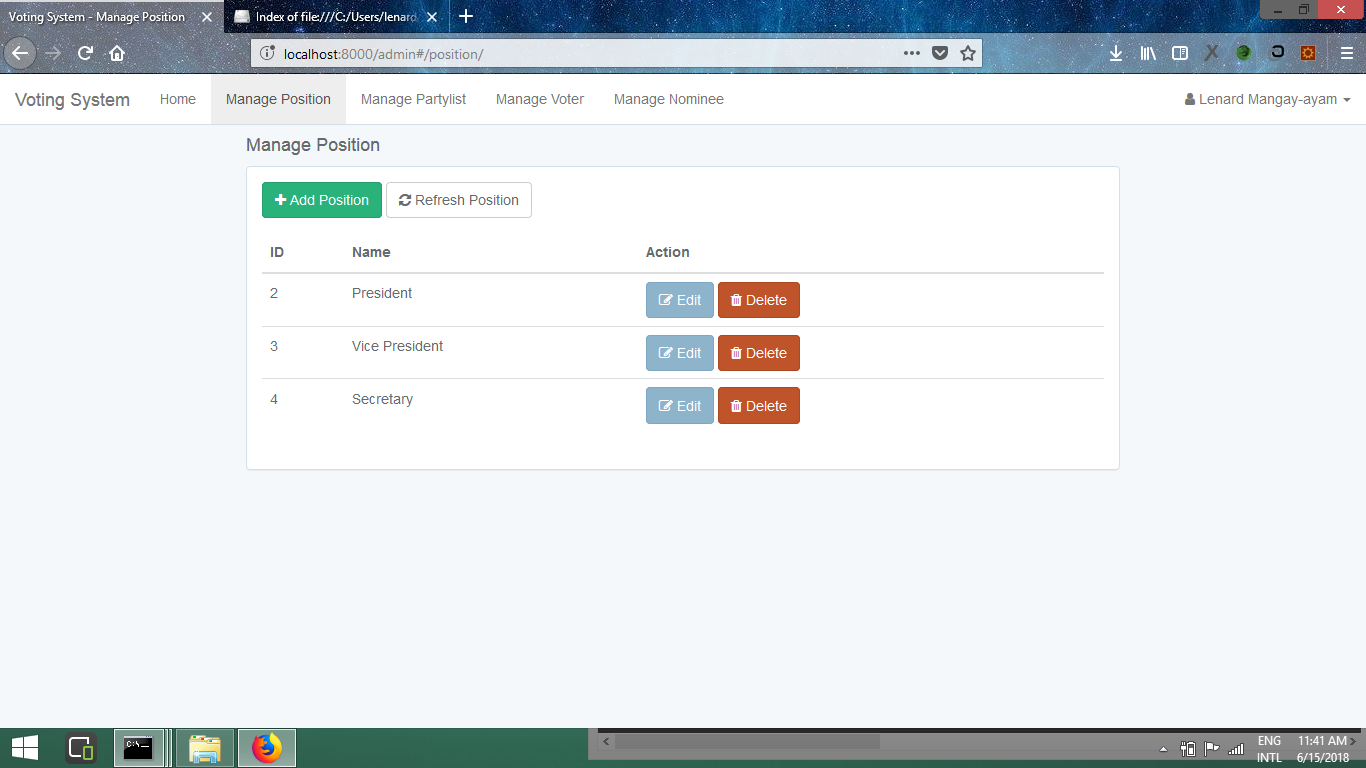 Voting System - Manage Position
Index of file:///C:/Users/lenard
localhost:8000/admin#/position/
Voting System Home Manage Position Manage Partylist Manage Voter Manage Nominee Lenard Mangay-ayam
Manage Position
Add Position Refresh Position
ID Name Action
2 President Edit Delete
3 Vice President Edit Delete
4 Secretary Edit Delete
C:\
ENG 11:41 AM
INTL 6/15/2018